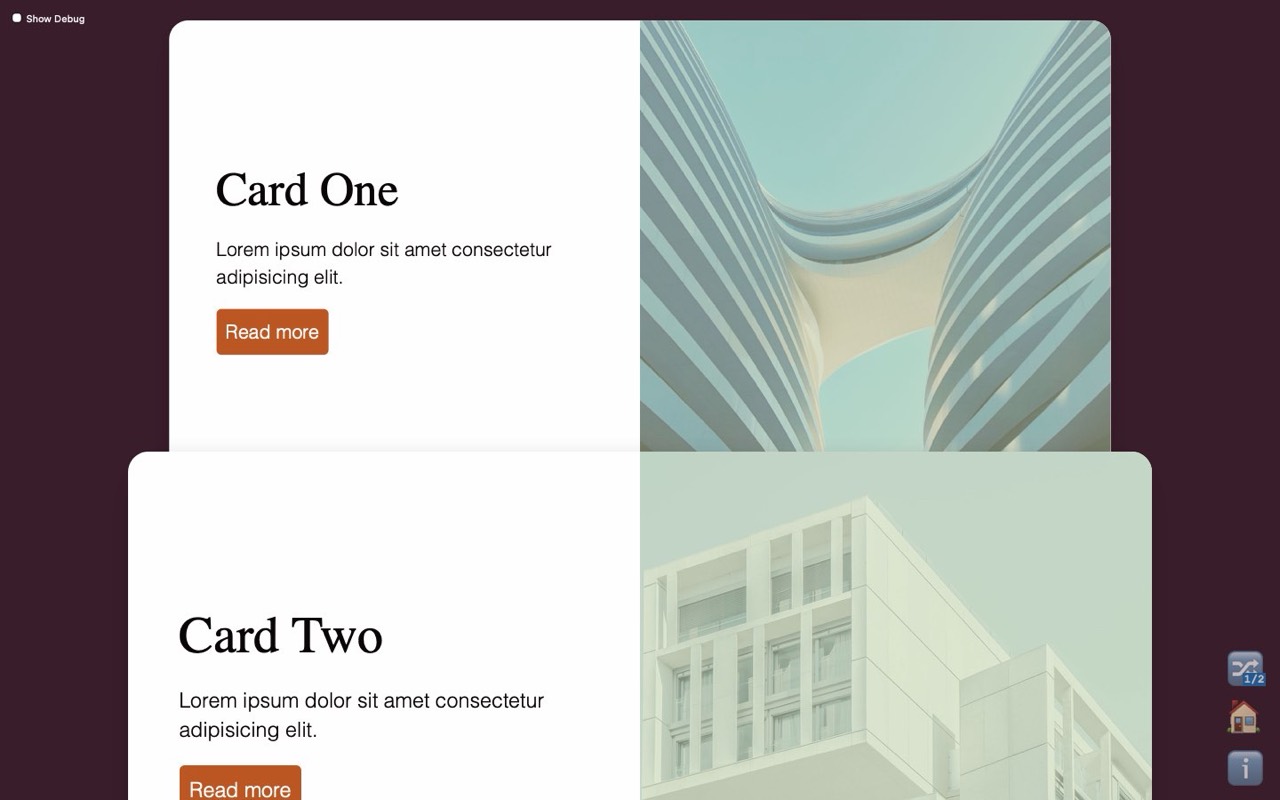 Show Debug
Card One
Lorem ipsum dolor sit amet consectetur
adipisicing elit.
Read more
Card Two
Lorem ipsum dolor sit amet consectetur
adipisicing elit.
Read more
1/2